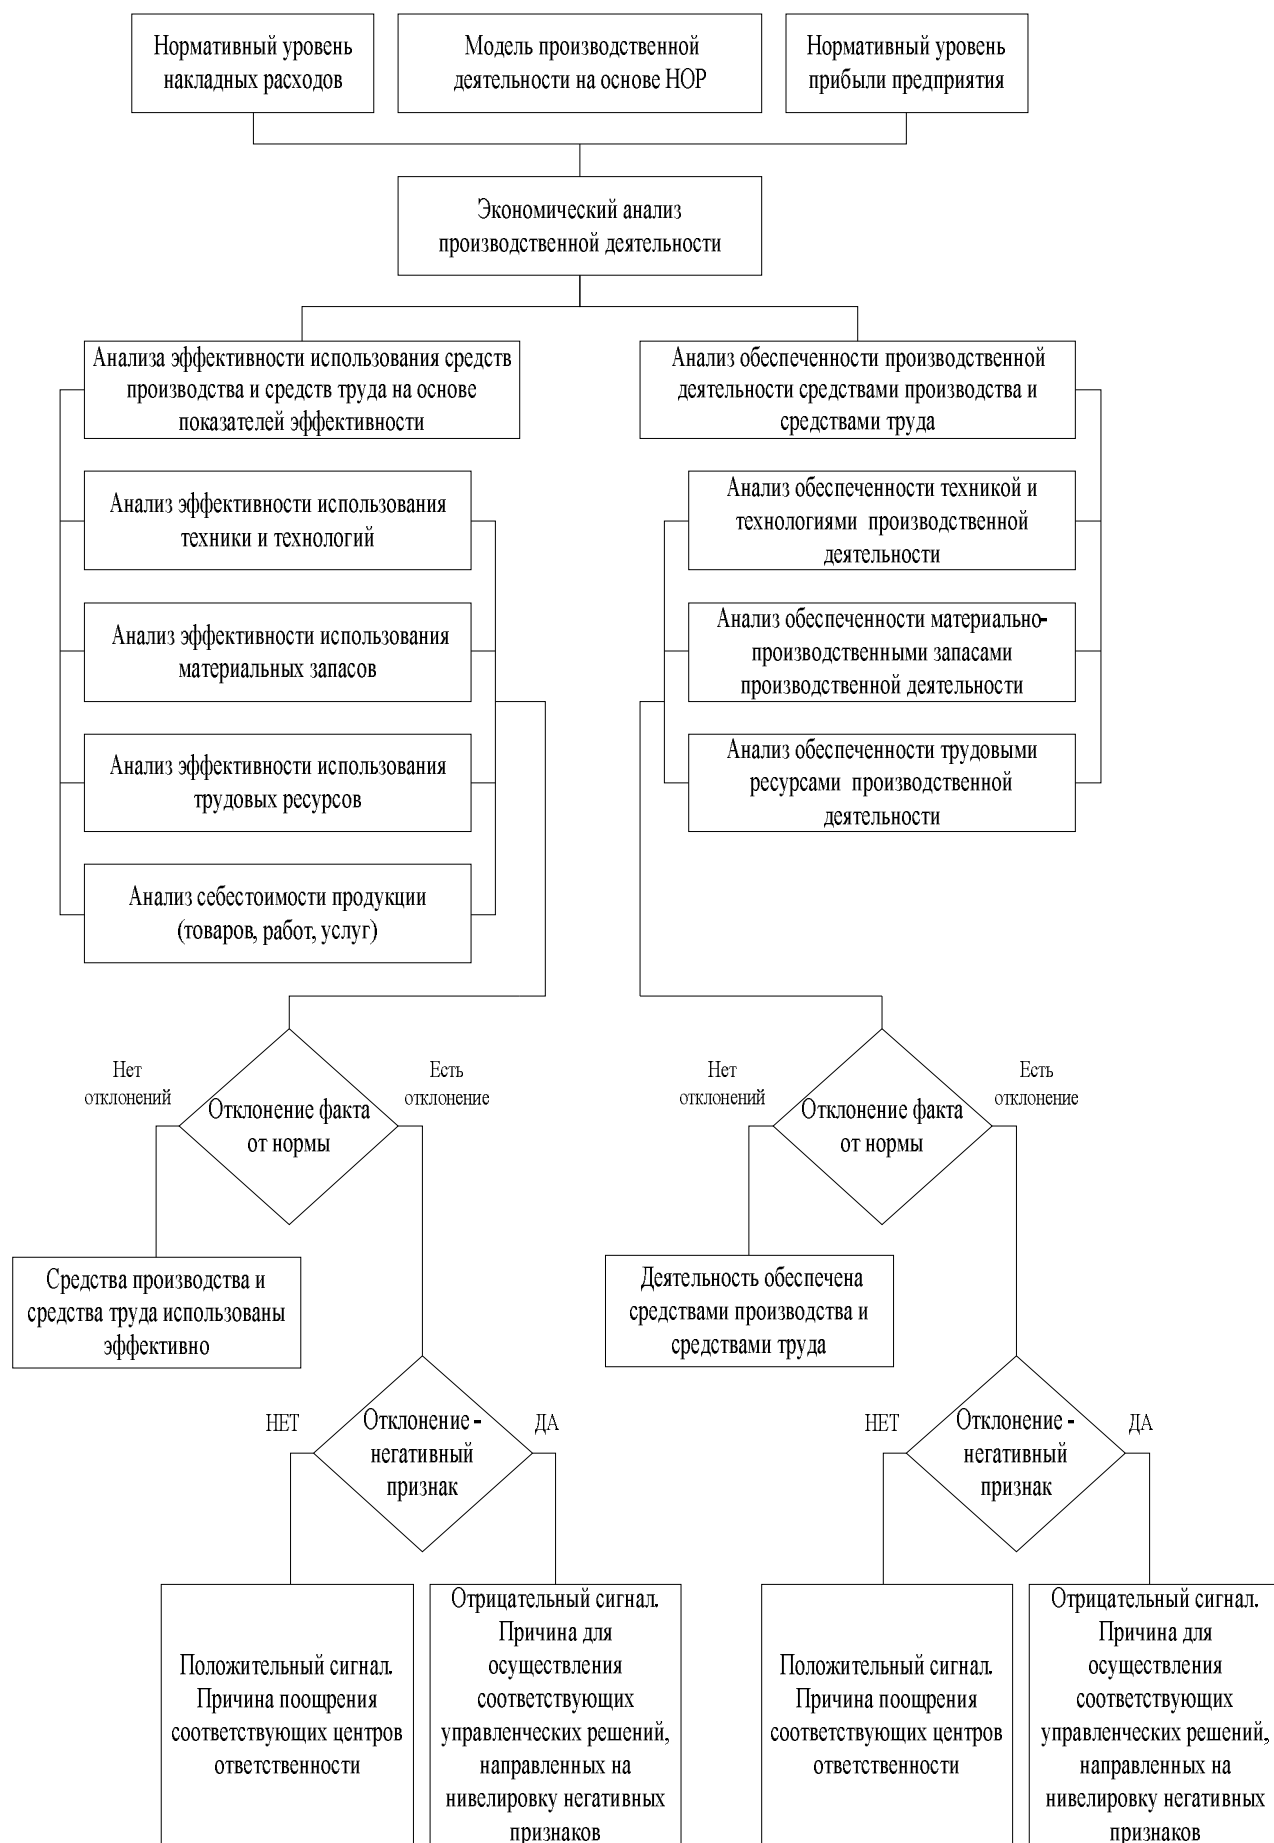 Нормативный уровень
накладных расходов
Модель производственной
деятельности на основе НОР
Нормативный уровень
прибыли предприятия
Экономический анализ
производственной деятельности
Анализа эффективности использования средств
производства и средств труда на основе
показателей эффективности
Анализ обеспеченности производственной
деятельности средствами производства и
средствами труда
Анализ эффективности использования
техники и технологий
Анализ обеспеченности техникой и
технологиями производственной
деятельности
Анализ эффективности использования
материальных запасов
Анализ обеспеченности материально-
производственными запасами
производственной деятельности
Анализ эффективности использования
трудовых ресурсов
Анализ обеспеченности трудовыми
ресурсами производственной
деятельности
Анализ себестоимости продукции
(товаров, работ, услуг)
Нет
отклонений
Есть
отклонение
Отклонение факта
от нормы
Нет
отклонений
Есть
отклонение
Отклонение факта
от нормы
Средства производства и
средства труда использованы
эффективно
Деятельность обеспечена
средствами производства и
средствами труда
НЕТ
Отклонение -
негативный
признак
ДА
НЕТ
Отклонение -
негативный
признак
ДА
Положительный сигнал.
Причина поощрения
соответствующих центров
ответственности
Отрицательный сигнал.
Причина для
осуществления
соответствующих
управленческих решений,
направленных на
нивелировку негативных
признаков
Положительный сигнал.
Причина поощрения
соответствующих центров
ответственности
Отрицательный сигнал.
Причина для
осуществления
соответствующих
управленческих решений,
направленных на
нивелировку негативных
признаков